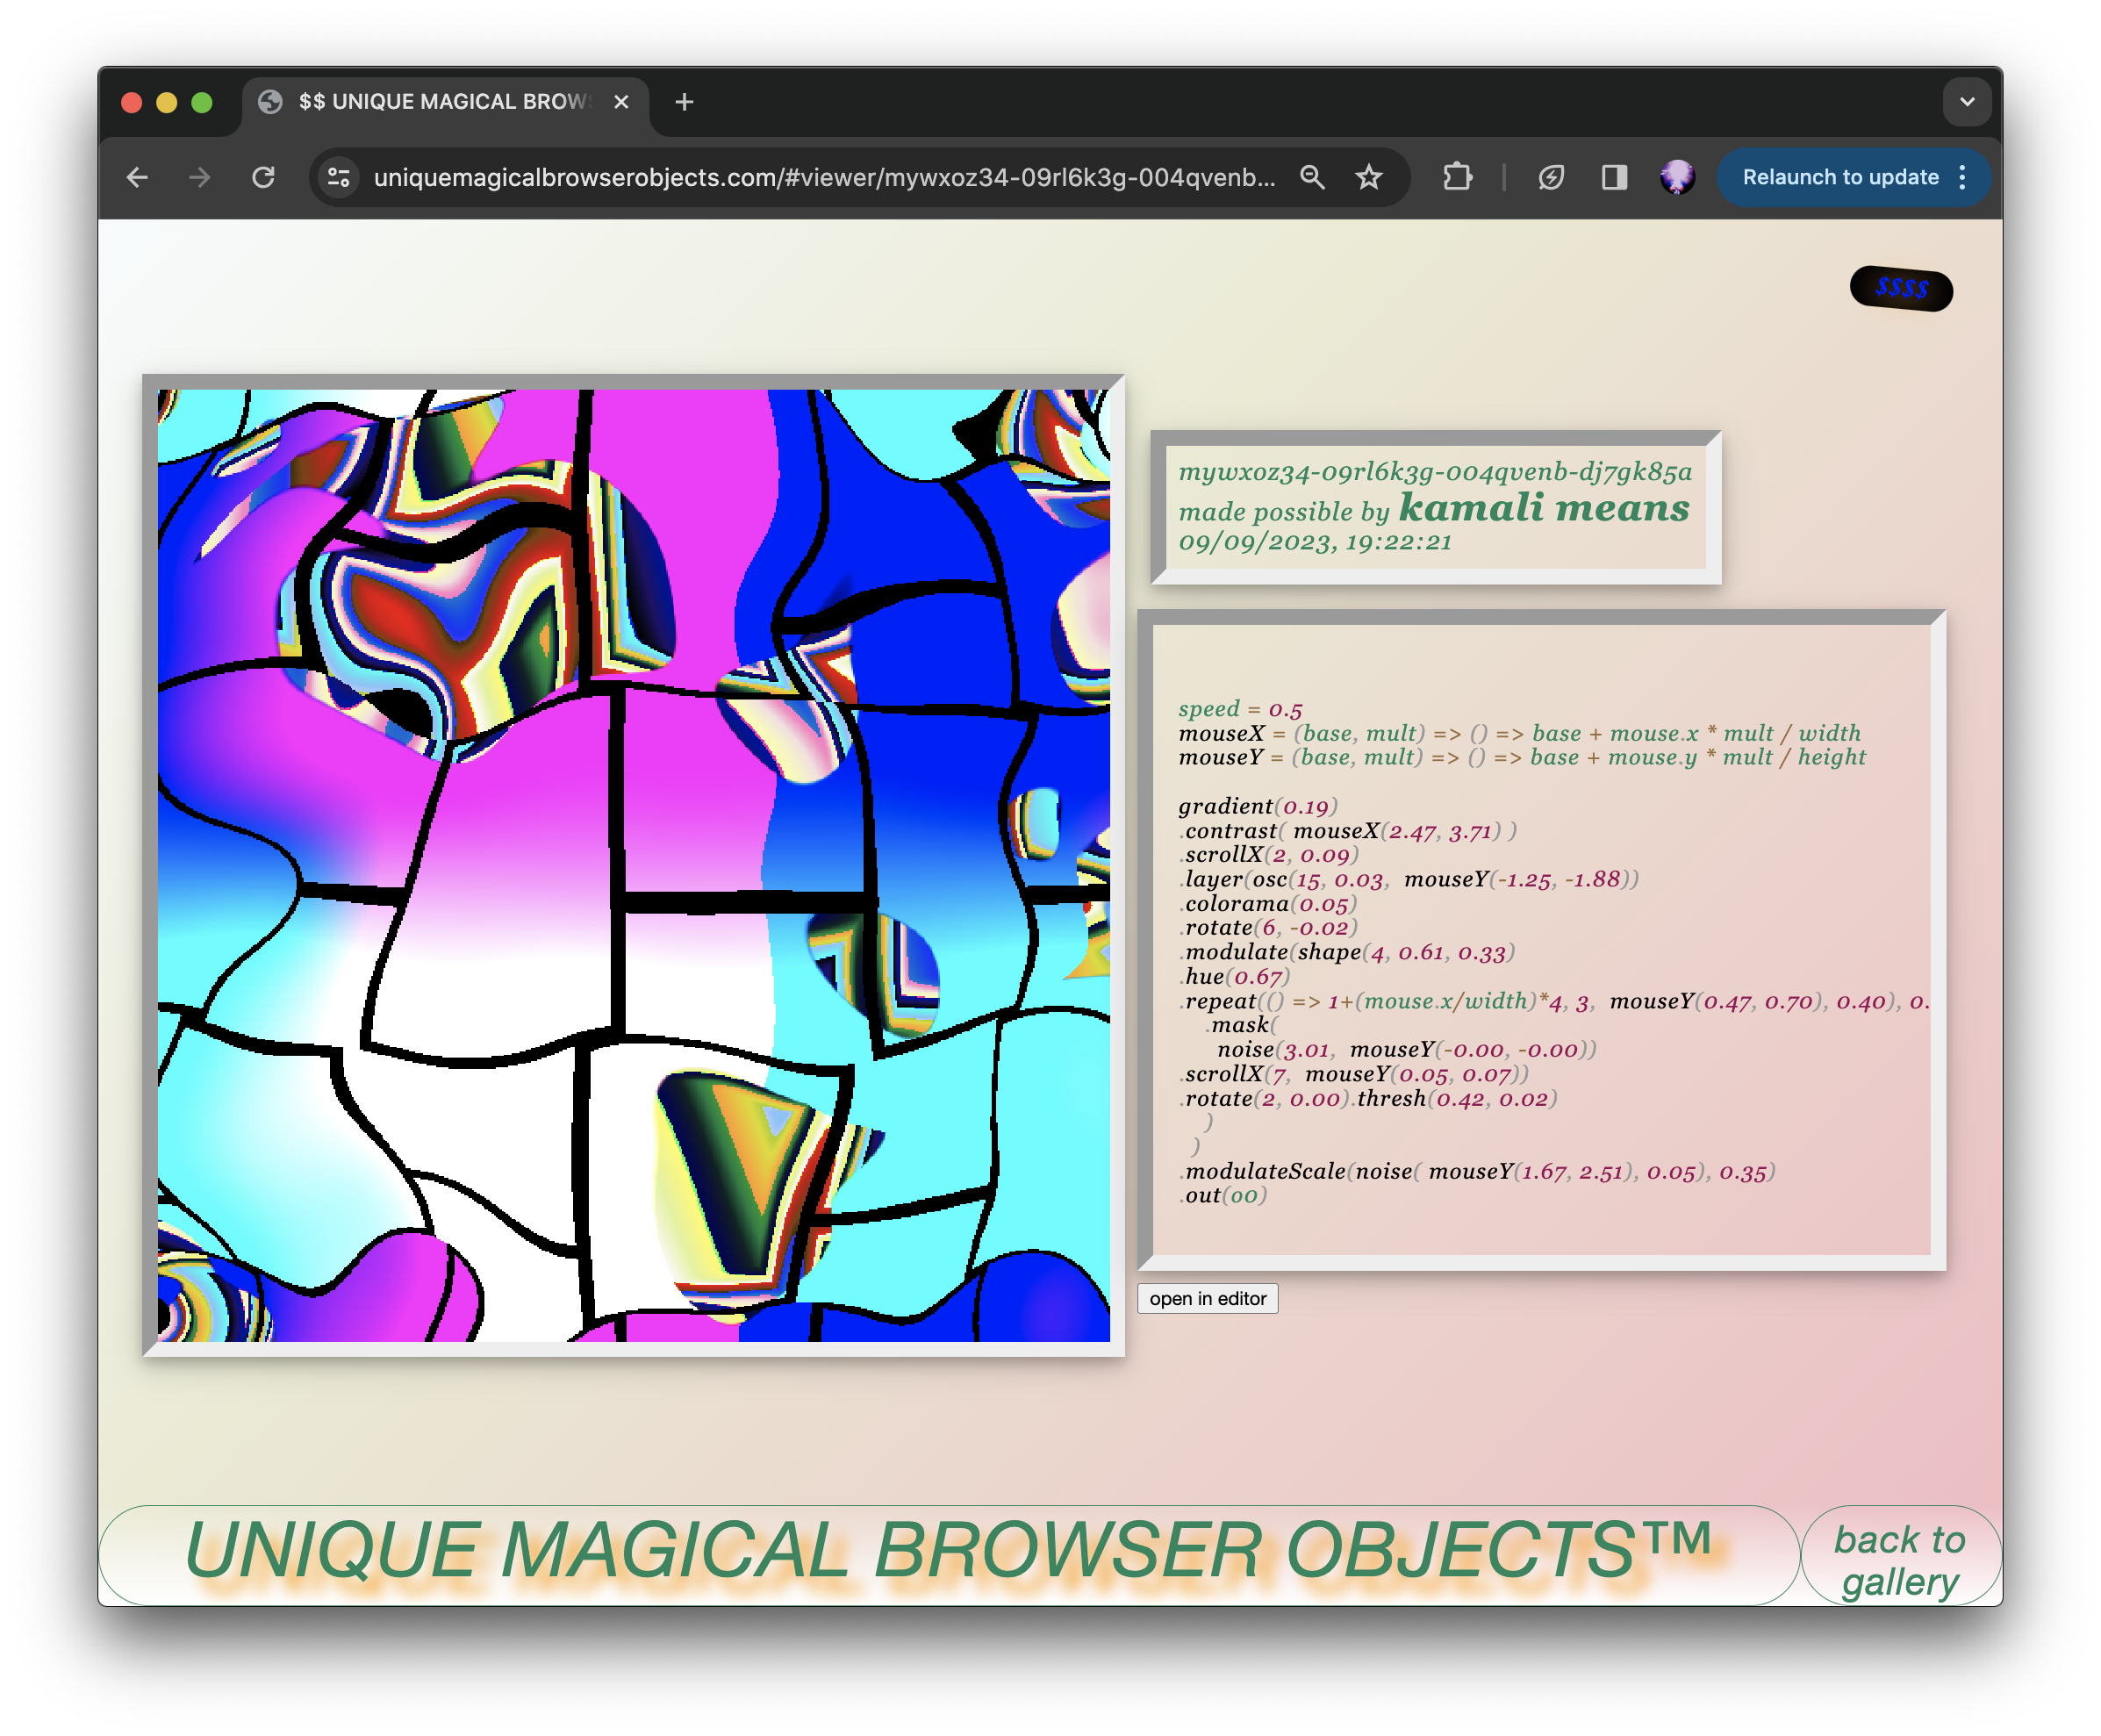 $$ UNIQUE MAGICAL BROWS
uniquemagicalbrowserobjects.com/#viewer/mywxoz34-09rl6k3g-004qvenb...
Relaunch to update
$$$$
mywxoz34-09rl6k3g-004qvenb-dj7gk85a
made possible by kamali means
09/09/2023, 19:22:21
speed = 0.5
mouseX = (base, mult) => () => base + mouse.x * mult / width
mouseY = (base, mult) => () => base + mouse.y * mult / height
gradient(0.19)
.contrast( mouseX(2.47, 3.71) )
.scrollX(2, 0.09)
.layer(osc(15, 0.03,  mouseY(-1.25, -1.88))
.colorama(0.05)
.rotate(6, -0.02)
.modulate(shape(4, 0.61, 0.33)
.hue(0.67)
.repeat(() => 1+(mouse.x/width)*4, 3,  mouseY(0.47, 0.70), 0.40), 0.
.mask(
noise(3.01,  mouseY(-0.00, -0.00))
.scrollX(7,  mouseY(0.05, 0.07))
.rotate(2, 0.00).thresh(0.42, 0.02)
)
)
.modulateScale(noise( mouseY(1.67, 2.51), 0.05), 0.35)
.out(o0)
open in editor
UNIQUE MAGICAL BROWSER OBJECTS™
back to
gallery